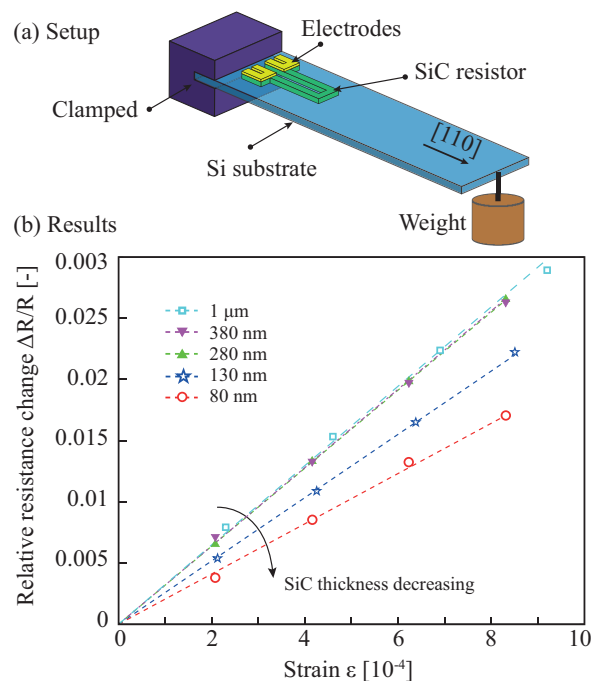 (a) Setup
Electrodes
SiC resistor
Clamped
[110]
Si substrate
Weight
(b) Results
0.003
0.025
0.02
0.015
0.01
0.005
0
Relative resistance change ΔR/R [-]
1 μm
380 nm
280 nm
130 nm
80 nm
SiC thickness decreasing
0 2 4 6 8 10
Strain ε [10-4]